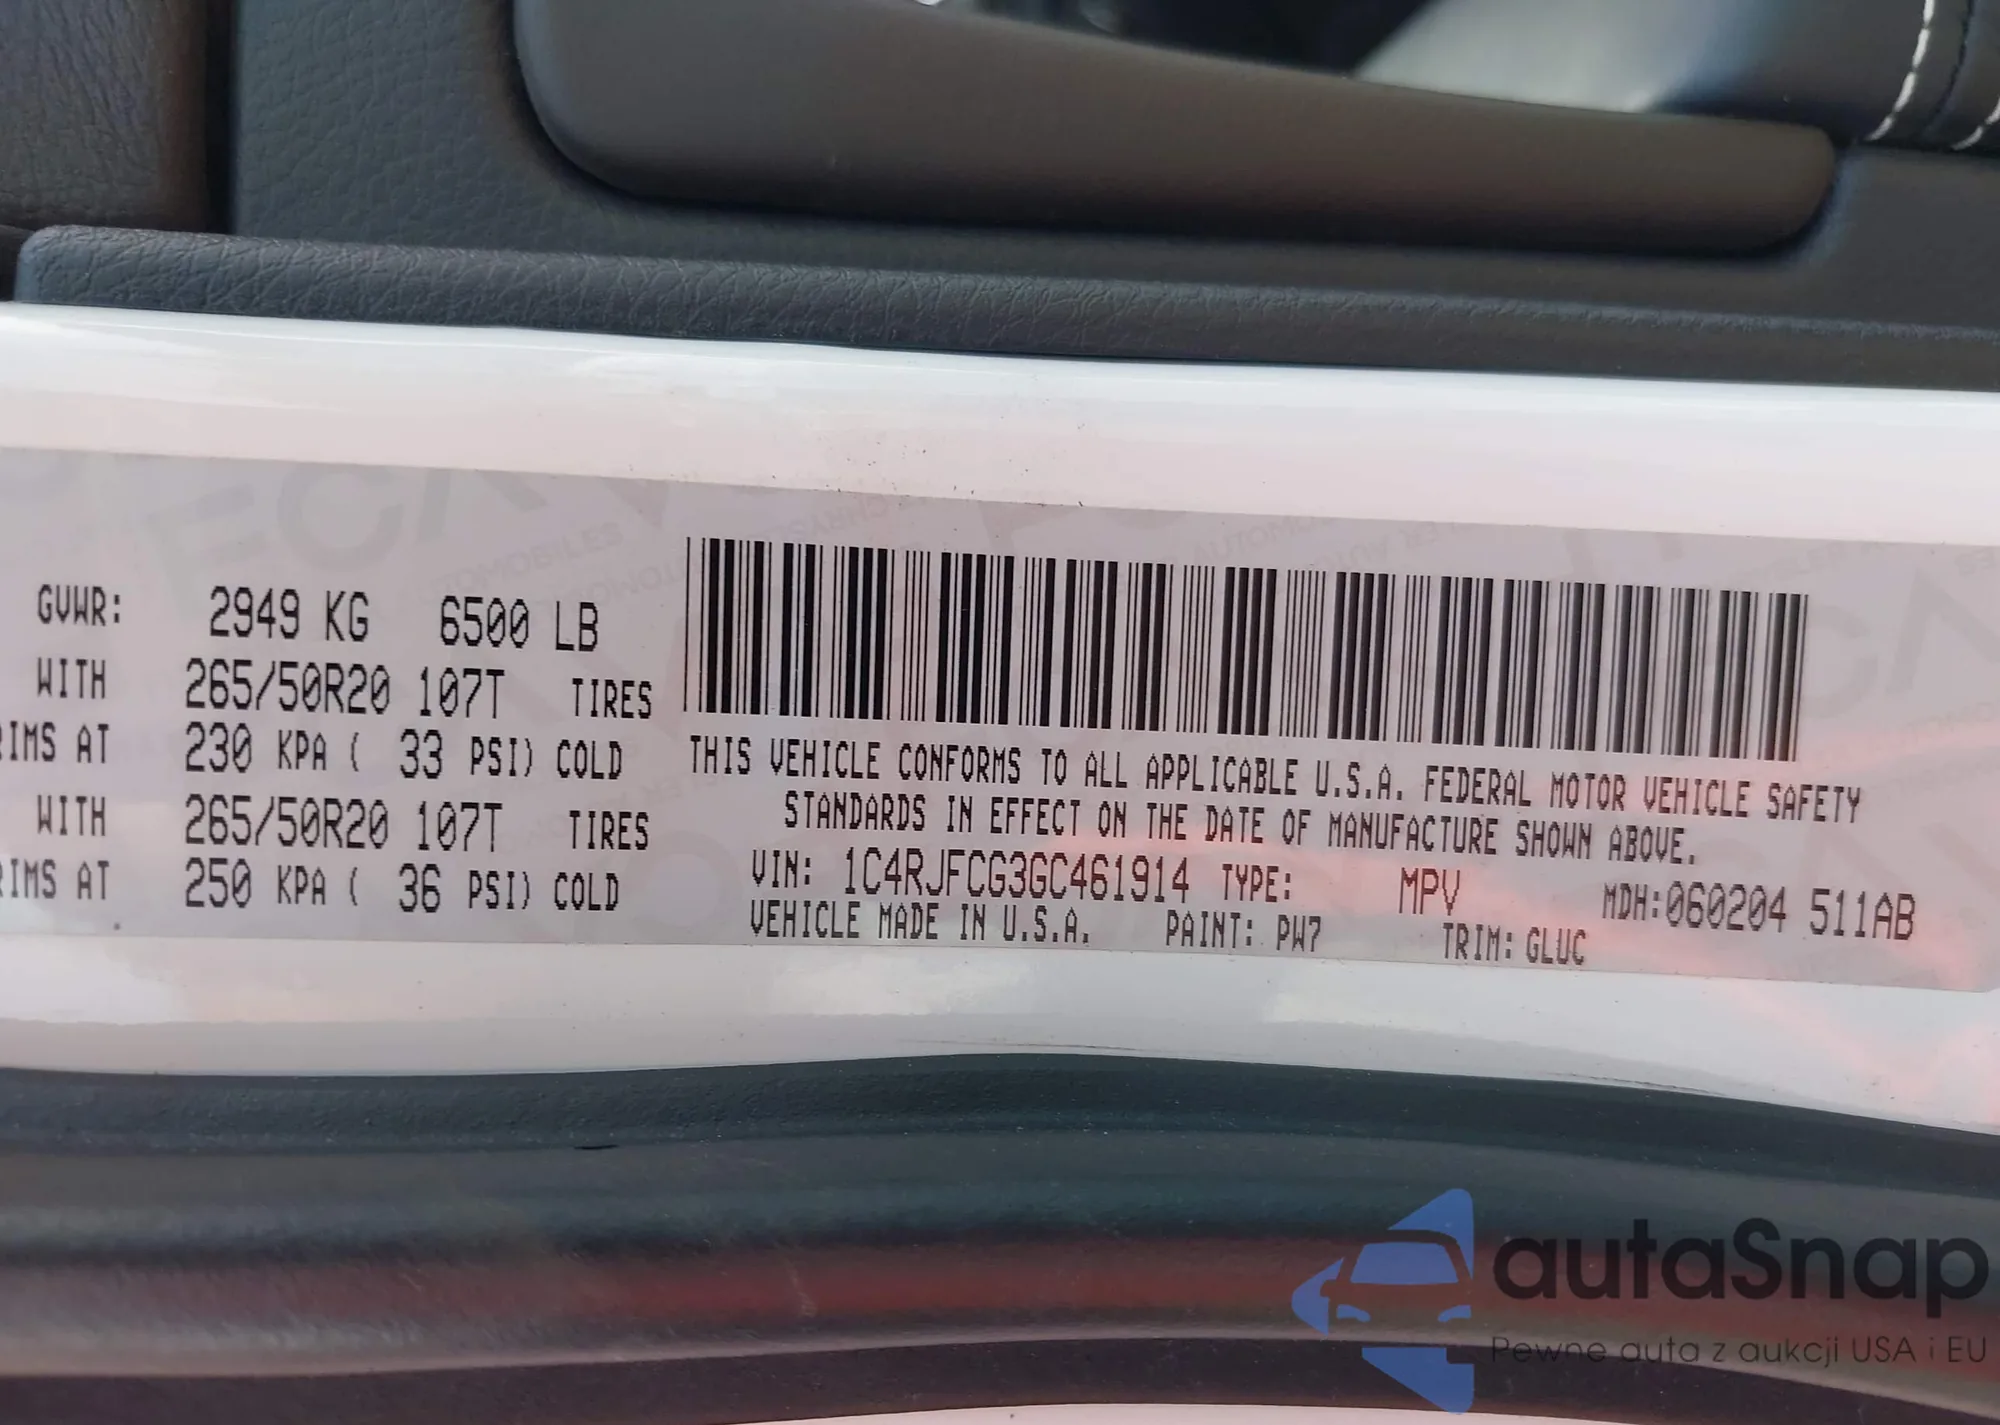 GVWR: 2949 KG 6500 LB
WITH 265/50R20 107T TIRES
RIMS AT 230 KPA ( 33 PSI) COLD
WITH 265/50R20 107T TIRES
RIMS AT 250 KPA ( 36 PSI) COLD
THIS VEHICLE CONFORMS TO ALL APPLICABLE U.S.A. FEDERAL MOTOR VEHICLE SAFETY
STANDARDS IN EFFECT ON THE DATE OF MANUFACTURE SHOWN ABOVE.
VIN: 1C4RJFCG3GC461914 TYPE: MPV MDH:060204 511AB
VEHICLE MADE IN U.S.A. PAINT: PW7 TRIM: GLUC
autaSnap
Pewne auta z aukcji USA i EU